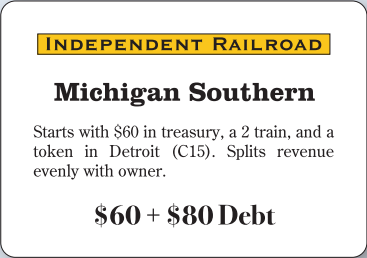 INDEPENDENT RAILROAD
Michigan Southern
Starts with $60 in treasury, a 2 train, and a
token in Detroit (C15). Splits revenue
evenly with owner.
$60 + $80 Debt